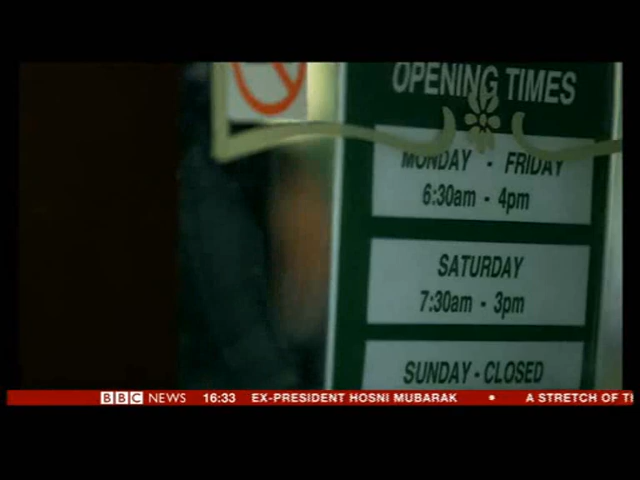 OPENING TIMES
MONDAY - FRIDAY
6:30am - 4pm
SATURDAY
7:30am - 3pm
SUNDAY - CLOSED
BBC NEWS 16:33 EX-PRESIDENT HOSNI MUBARAK • A STRETCH OF